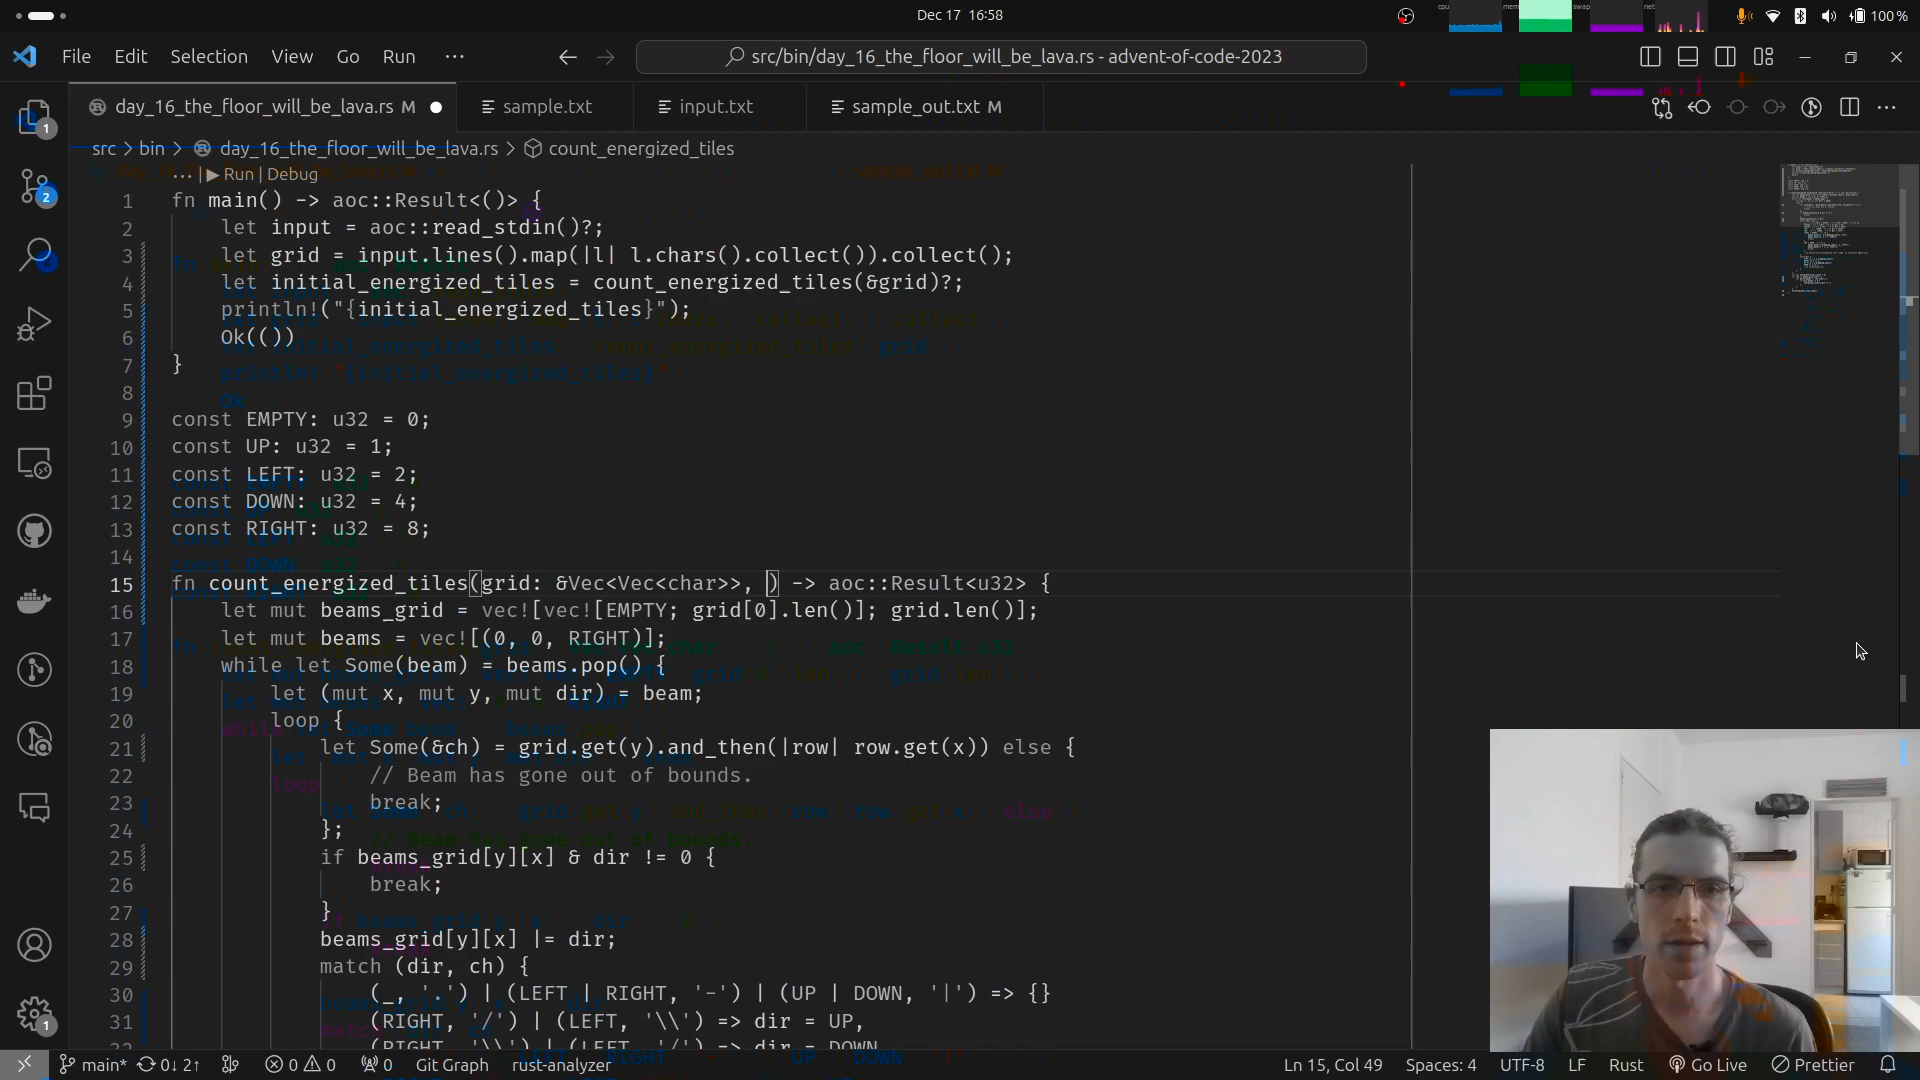 Dec 17 16:58
cpu mem swap net 100 %
File Edit Selection View Go Run ··· src/bin/day_16_the_floor_will_be_lava.rs - advent-of-code-2023
day_16_the_floor_will_be_lava.rs M sample.txt input.txt sample_out.txt M
src > bin > day_16_the_floor_will_be_lava.rs > count_energized_tiles
··· | ▶ Run | Debug
1 fn main() -> aoc::Result<()> {
2 let input = aoc::read_stdin()?;
3 let grid = input.lines().map(|l| l.chars().collect()).collect();
4 let initial_energized_tiles = count_energized_tiles(&grid)?;
5 println!("{initial_energized_tiles}");
6 Ok(())
7 }
8
9 const EMPTY: u32 = 0;
10 const UP: u32 = 1;
11 const LEFT: u32 = 2;
12 const DOWN: u32 = 4;
13 const RIGHT: u32 = 8;
14
15 fn count_energized_tiles(grid: &Vec<Vec<char>>, ) -> aoc::Result<u32> {
16 let mut beams_grid = vec![vec![EMPTY; grid[0].len()]; grid.len()];
17 let mut beams = vec![(0, 0, RIGHT)];
18 while let Some(beam) = beams.pop() {
19 let (mut x, mut y, mut dir) = beam;
20 loop {
21 let Some(&ch) = grid.get(y).and_then(|row| row.get(x)) else {
22 // Beam has gone out of bounds.
23 break;
24 };
25 if beams_grid[y][x] & dir != 0 {
26 break;
27 }
28 beams_grid[y][x] |= dir;
29 match (dir, ch) {
30 (_, '.') | (LEFT | RIGHT, '-') | (UP | DOWN, '|') => {}
31 (RIGHT, '/') | (LEFT, '\\') => dir = UP,
32 (RIGHT, '\\') | (LEFT, '/') => dir = DOWN,
main* 0↓ 2↑ 0 0 0 Git Graph rust-analyzer Ln 15, Col 49 Spaces: 4 UTF-8 LF Rust Go Live Prettier